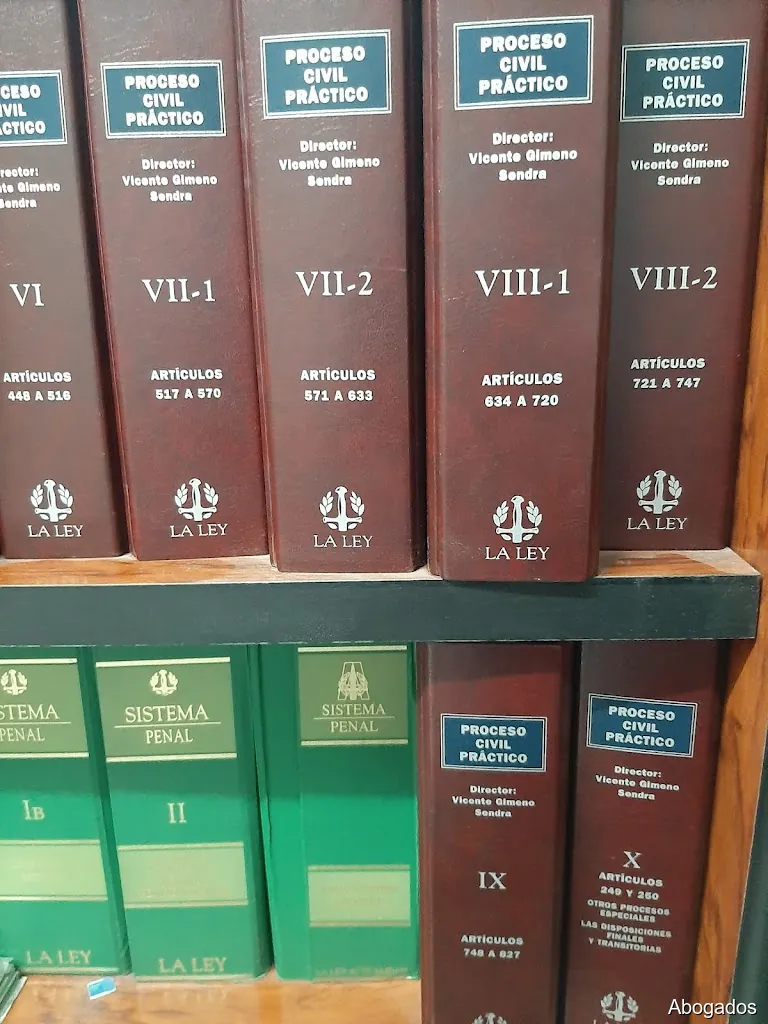 CESO
IVIL
ÁCTICO
rector:
nte Gimeno
Sendra
VI
ARTÍCULOS
448 A 516
LA LEY
PROCESO
CIVIL
PRÁCTICO
Director:
Vicente Gimeno
Sendra
VII-1
ARTÍCULOS
517 A 570
LA LEY
PROCESO
CIVIL
PRÁCTICO
Director:
Vicente Gimeno
Sendra
VII-2
ARTÍCULOS
571 A 633
LA LEY
PROCESO
CIVIL
PRÁCTICO
Director:
Vicente Gimeno
Sendra
VIII-1
ARTÍCULOS
634 A 720
LA LEY
PROCESO
CIVIL
PRÁCTICO
Director:
Vicente Gimeno
Sendra
VIII-2
ARTÍCULOS
721 A 747
LA LEY
STEMA
PENAL
IB
LA LEY
SISTEMA
PENAL
II
LA LEY
SISTEMA
PENAL
PROCESO
CIVIL
PRÁCTICO
Director:
Vicente Gimeno
Sendra
IX
ARTÍCULOS
748 A 827
PROCESO
CIVIL
PRÁCTICO
Director:
Vicente Gimeno
Sendra
X
ARTÍCULOS
249 Y 250
OTROS PROCESOS
ESPECIALES
LAS DISPOSICIONES
FINALES
Y TRANSITORIAS
Abogados